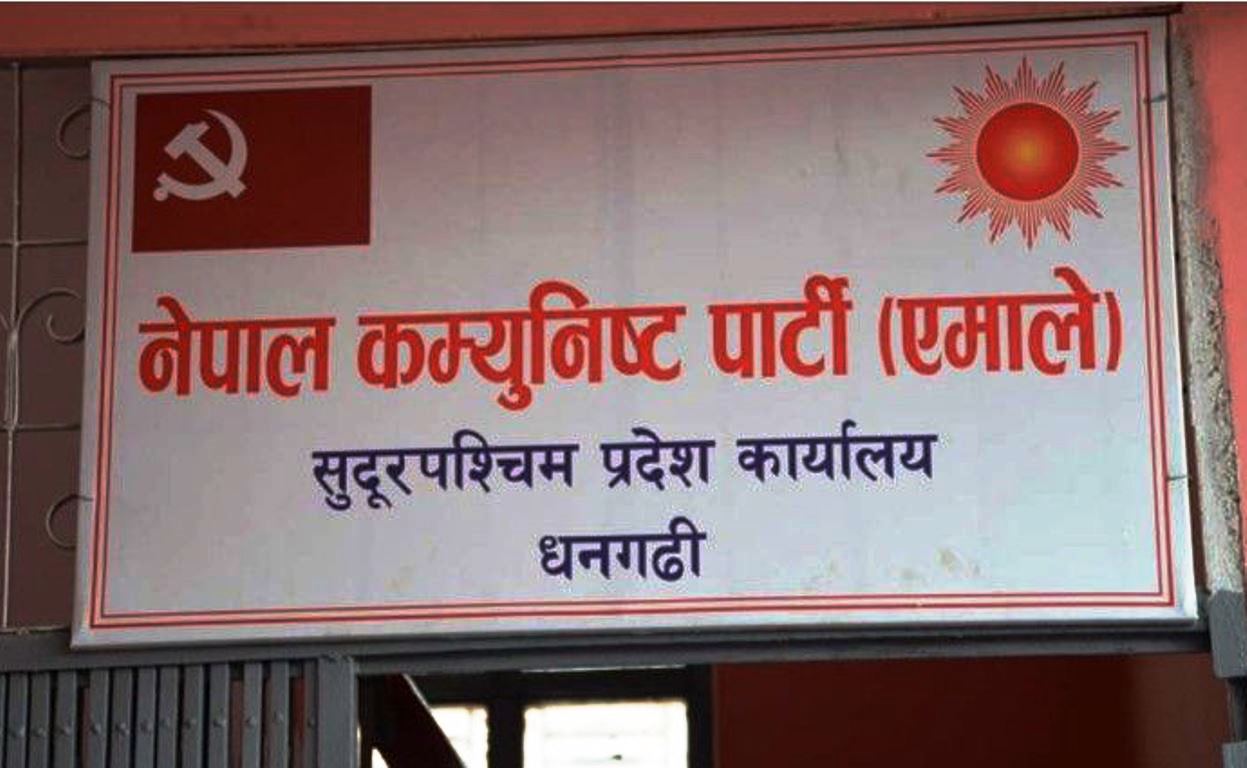 नेपाल कम्युनिष्ट पार्टी (एमाले)
सुदूरपश्चिम प्रदेश कार्यालय
धनगढी